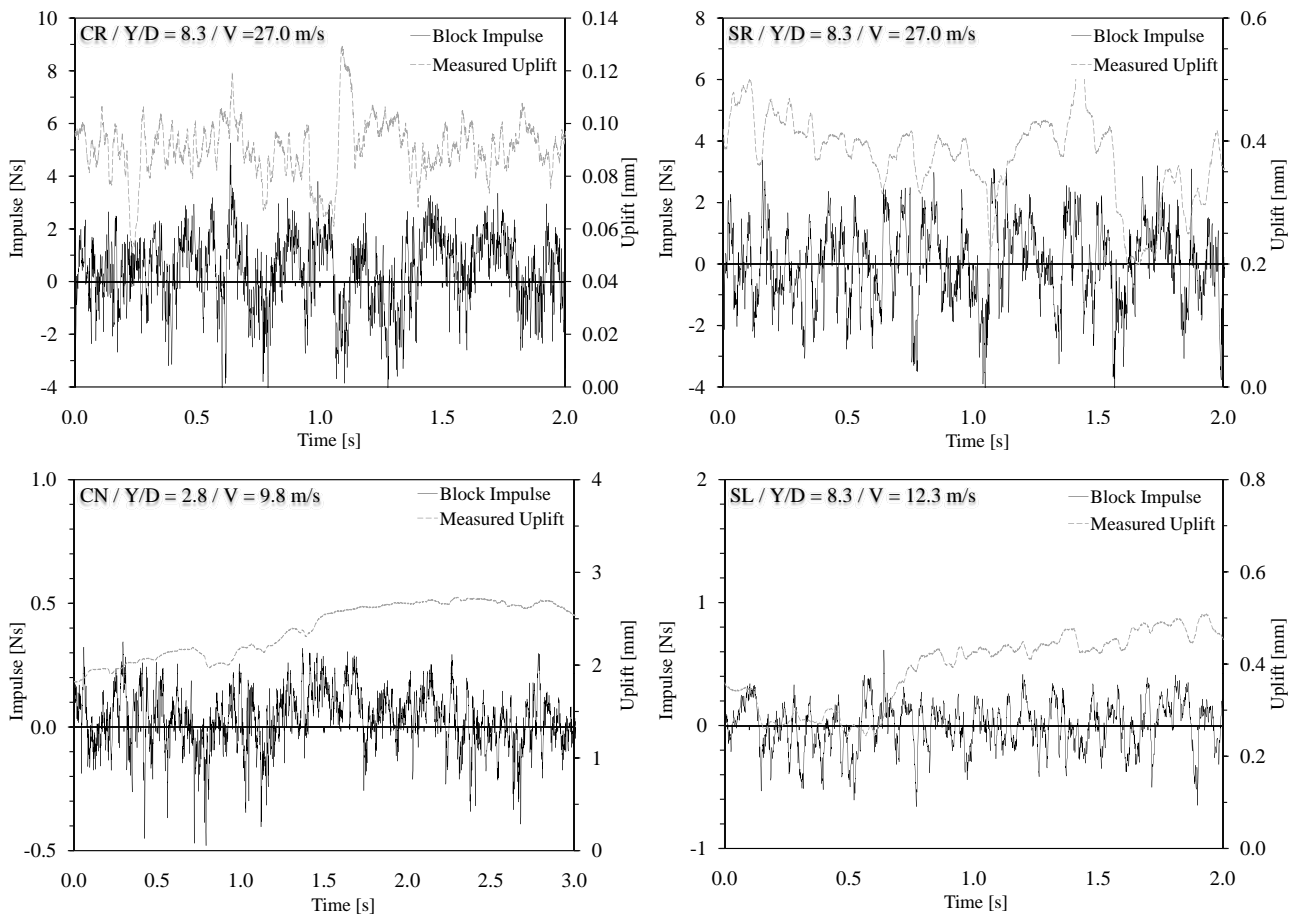 CR / Y/D = 8.3 / V =27.0 m/s
Block Impulse
Measured Uplift
Impulse [Ns]
10
8
6
4
2
0
-2
-4
0.14
0.12
0.10
0.08
0.06
0.04
0.02
0.00
Uplift [mm]
0.0 0.5 1.0 1.5 2.0
Time [s]
SR / Y/D = 8.3 / V = 27.0 m/s
Block Impulse
Measured Uplift
Impulse [Ns]
8
6
4
2
0
-2
-4
0.6
0.4
0.2
0.0
Uplift [mm]
0.0 0.5 1.0 1.5 2.0
Time [s]
CN / Y/D = 2.8 / V = 9.8 m/s
Block Impulse
Measured Uplift
Impulse [Ns]
1.0
0.5
0.0
-0.5
4
3
2
1
0
Uplift [mm]
0.0 0.5 1.0 1.5 2.0 2.5 3.0
Time [s]
SL / Y/D = 8.3 / V = 12.3 m/s
Block Impulse
Measured Uplift
Impulse [Ns]
2
1
0
-1
0.8
0.6
0.4
0.2
0.0
Uplift [mm]
0.0 0.5 1.0 1.5 2.0
Time [s]